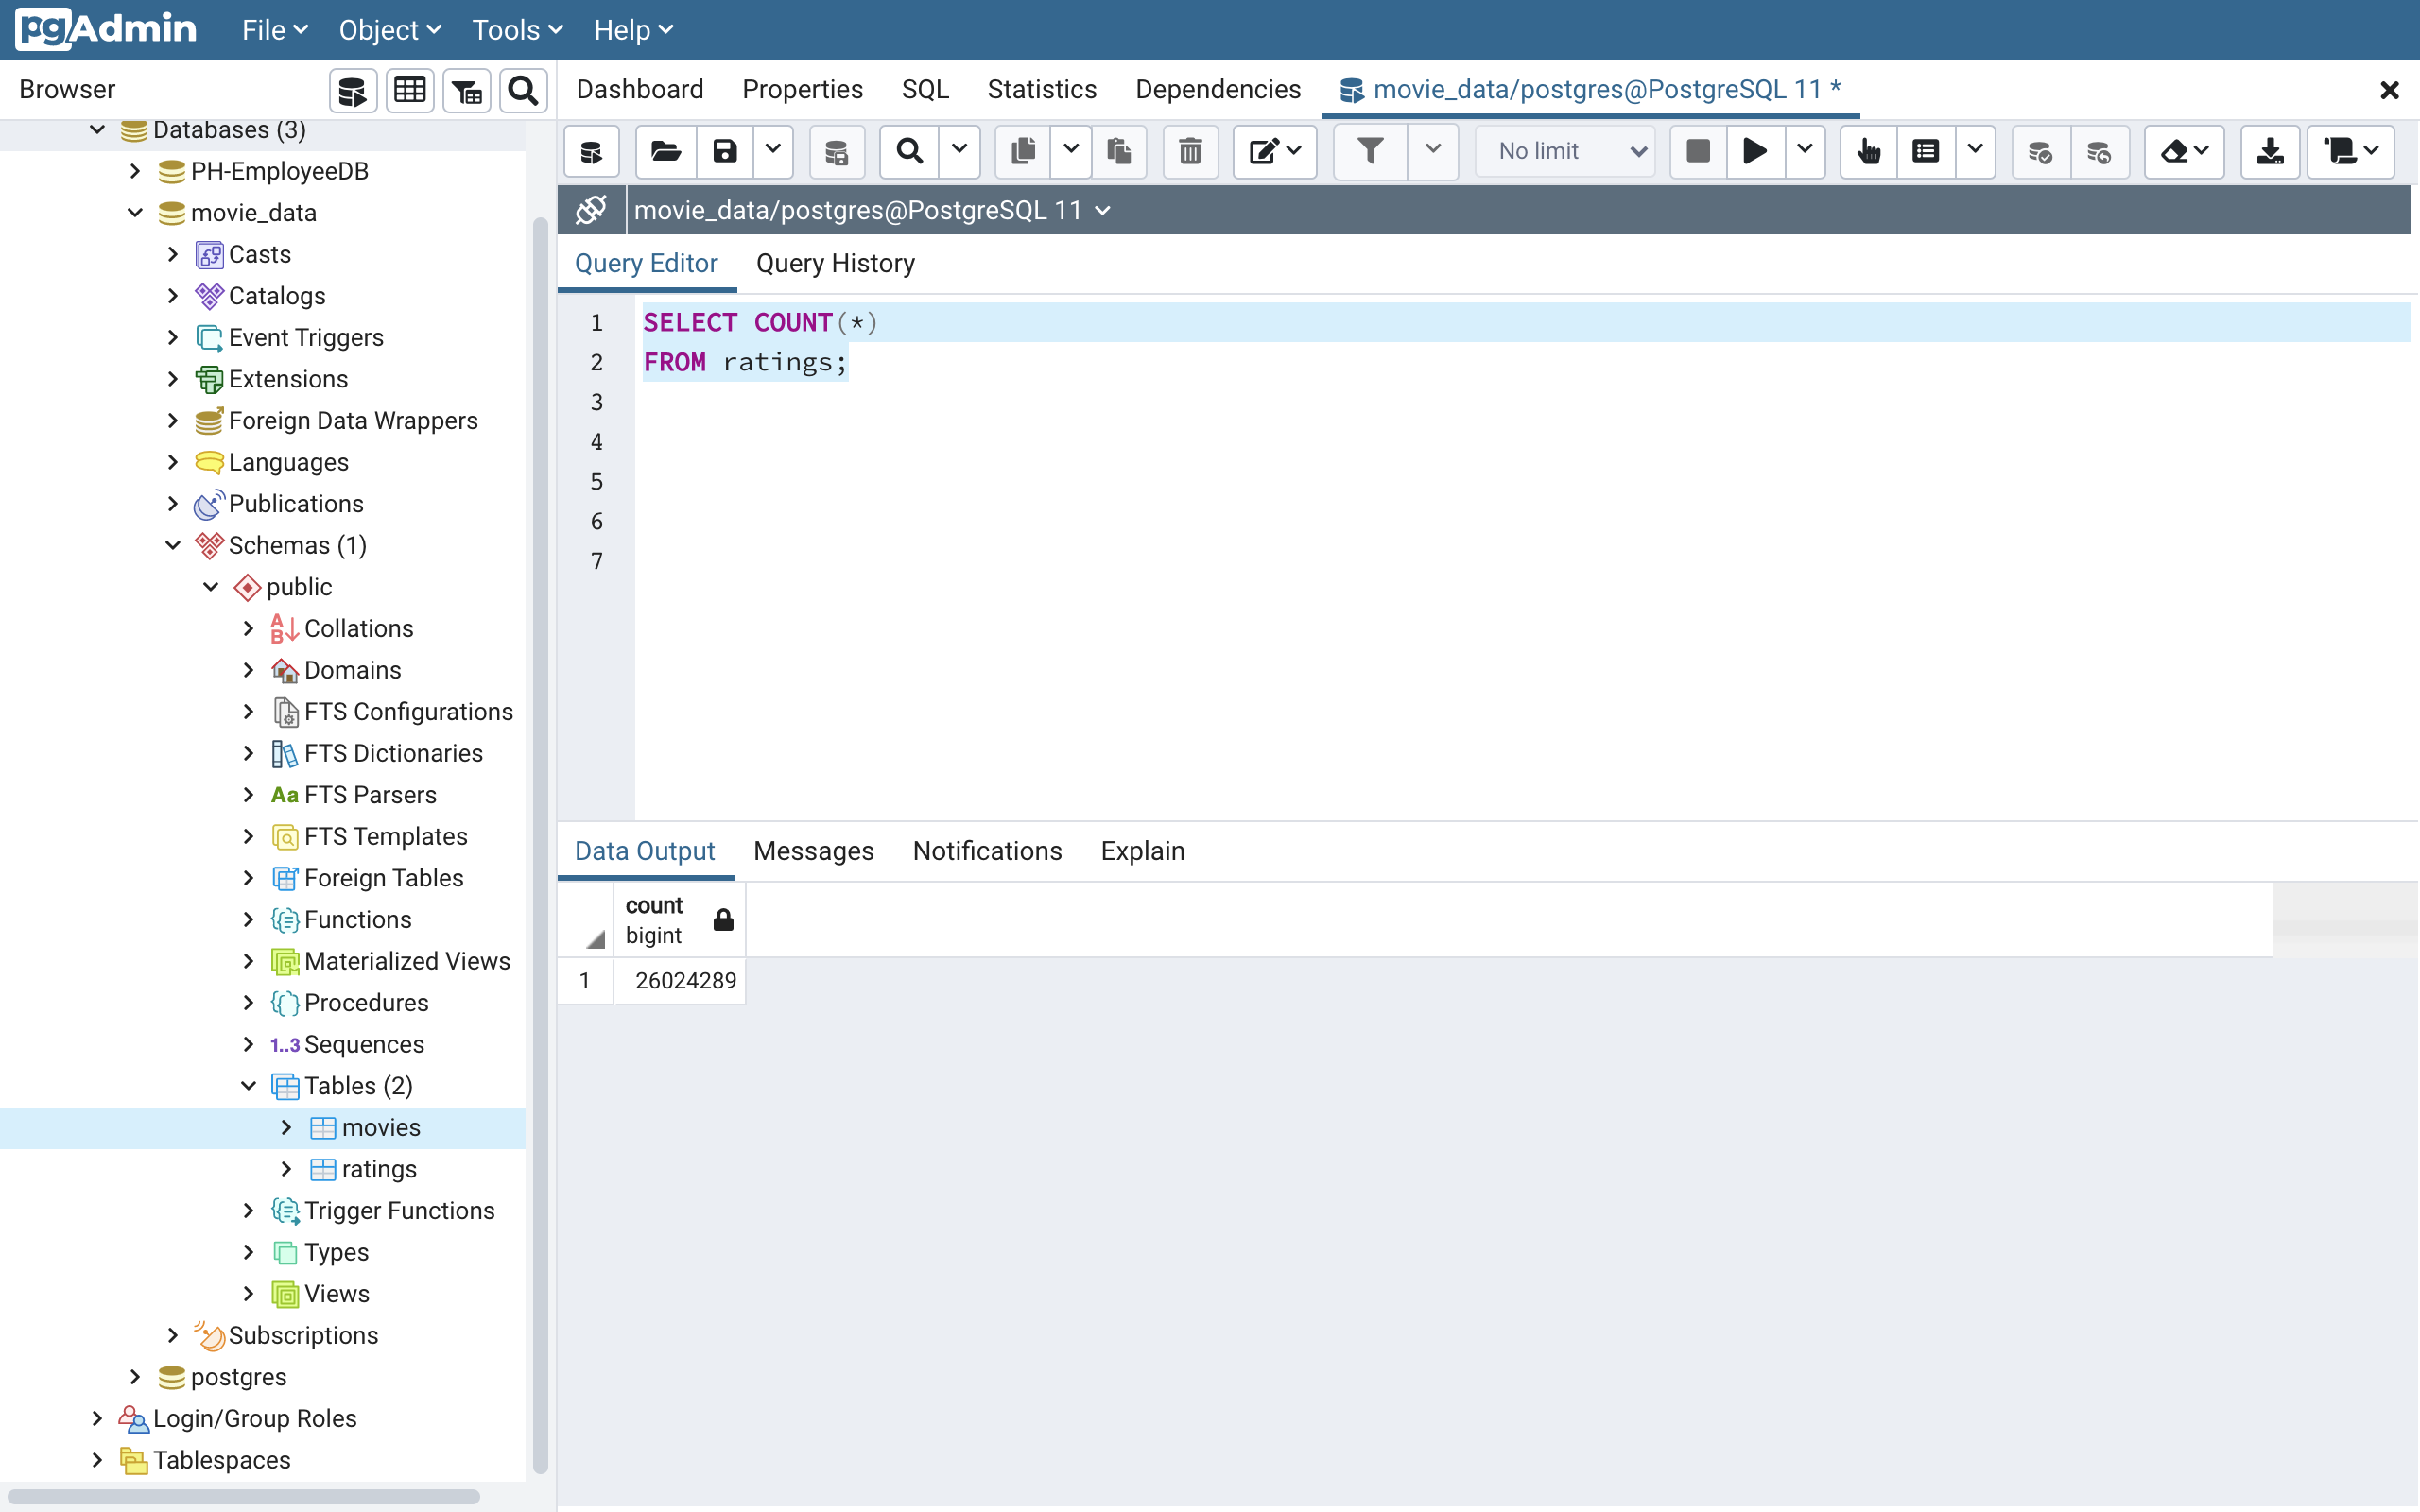 pgAdmin File Object Tools Help
Browser
Dashboard Properties SQL Statistics Dependencies movie_data/postgres@PostgreSQL 11 *
Databases (3)
PH-EmployeeDB
movie_data
Casts
Catalogs
Event Triggers
Extensions
Foreign Data Wrappers
Languages
Publications
Schemas (1)
public
Collations
Domains
FTS Configurations
FTS Dictionaries
Aa FTS Parsers
FTS Templates
Foreign Tables
Functions
Materialized Views
Procedures
1..3 Sequences
Tables (2)
movies
ratings
Trigger Functions
Types
Views
Subscriptions
postgres
Login/Group Roles
Tablespaces
No limit
movie_data/postgres@PostgreSQL 11
Query Editor Query History
1 SELECT COUNT(*)
2 FROM ratings;
3
4
5
6
7
Data Output Messages Notifications Explain
count
bigint
1 26024289